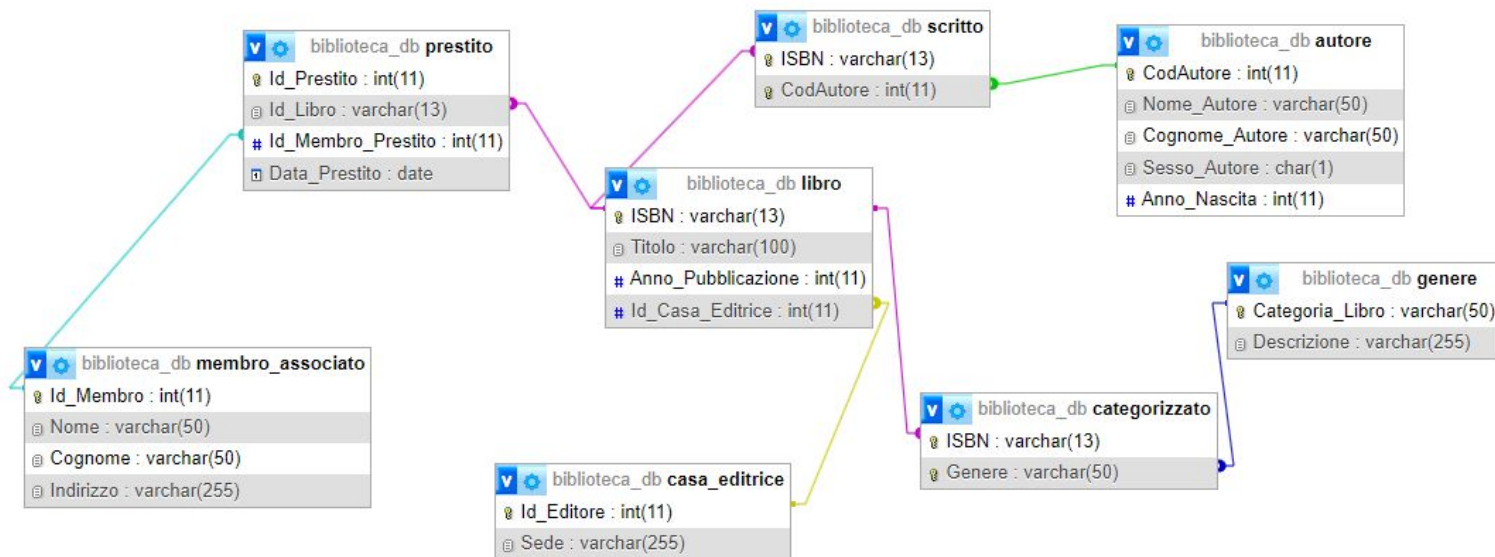 biblioteca_db prestito
Id_Prestito : int(11)
Id_Libro : varchar(13)
# Id_Membro_Prestito : int(11)
Data_Prestito : date
biblioteca_db scritto
ISBN : varchar(13)
CodAutore : int(11)
biblioteca_db autore
CodAutore : int(11)
Nome_Autore : varchar(50)
Cognome_Autore : varchar(50)
Sesso_Autore : char(1)
# Anno_Nascita : int(11)
biblioteca_db libro
ISBN : varchar(13)
Titolo : varchar(100)
# Anno_Pubblicazione : int(11)
# Id_Casa_Editrice : int(11)
biblioteca_db genere
Categoria_Libro : varchar(50)
Descrizione : varchar(255)
biblioteca_db membro_associato
Id_Membro : int(11)
Nome : varchar(50)
Cognome : varchar(50)
Indirizzo : varchar(255)
biblioteca_db categorizzato
ISBN : varchar(13)
Genere : varchar(50)
biblioteca_db casa_editrice
Id_Editore : int(11)
Sede : varchar(255)